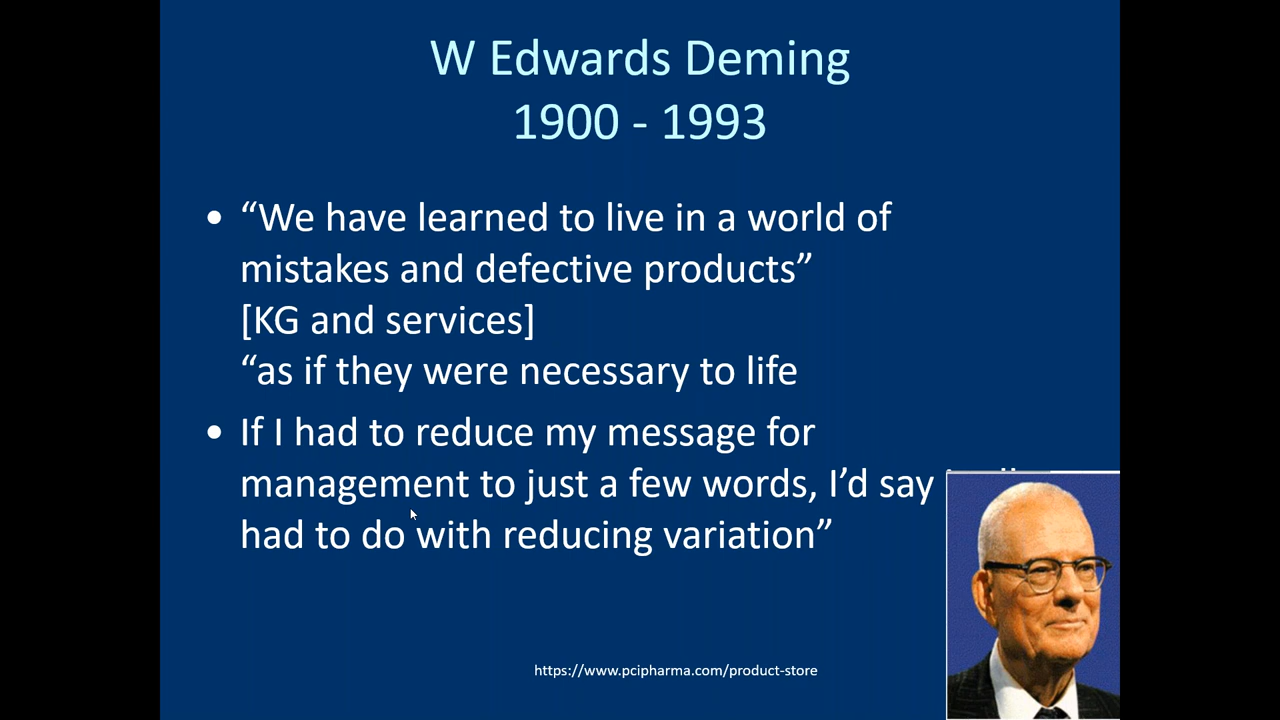 W Edwards Deming
1900 - 1993
• “We have learned to live in a world of
mistakes and defective products”
[KG and services]
“as if they were necessary to life
• If I had to reduce my message for
management to just a few words, I’d say
had to do with reducing variation”
https://www.pcipharma.com/product-store